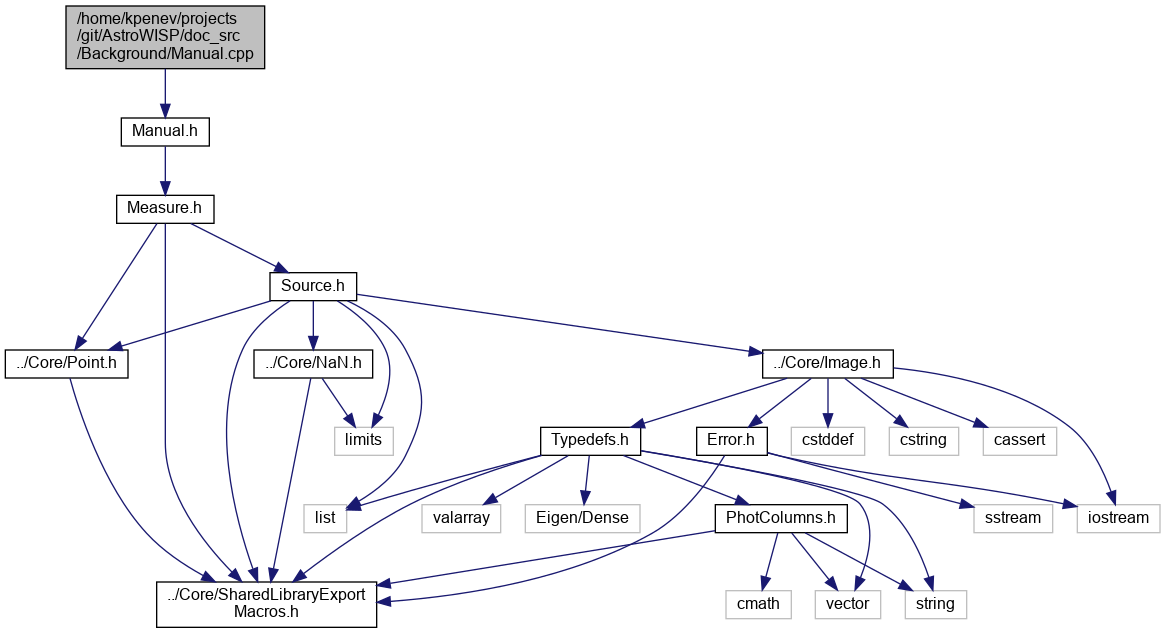 /home/kpenev/projects
/git/AstroWISP/doc_src
/Background/Manual.cpp
Manual.h
Measure.h
Source.h
../Core/Point.h
../Core/NaN.h
../Core/Image.h
limits
Typedefs.h
Error.h
cstddef
cstring
cassert
list
valarray
Eigen/Dense
PhotColumns.h
sstream
iostream
../Core/SharedLibraryExport
Macros.h
cmath
vector
string